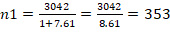 n1 = 3042/(1+7.61) = 3042/8.61 = 353